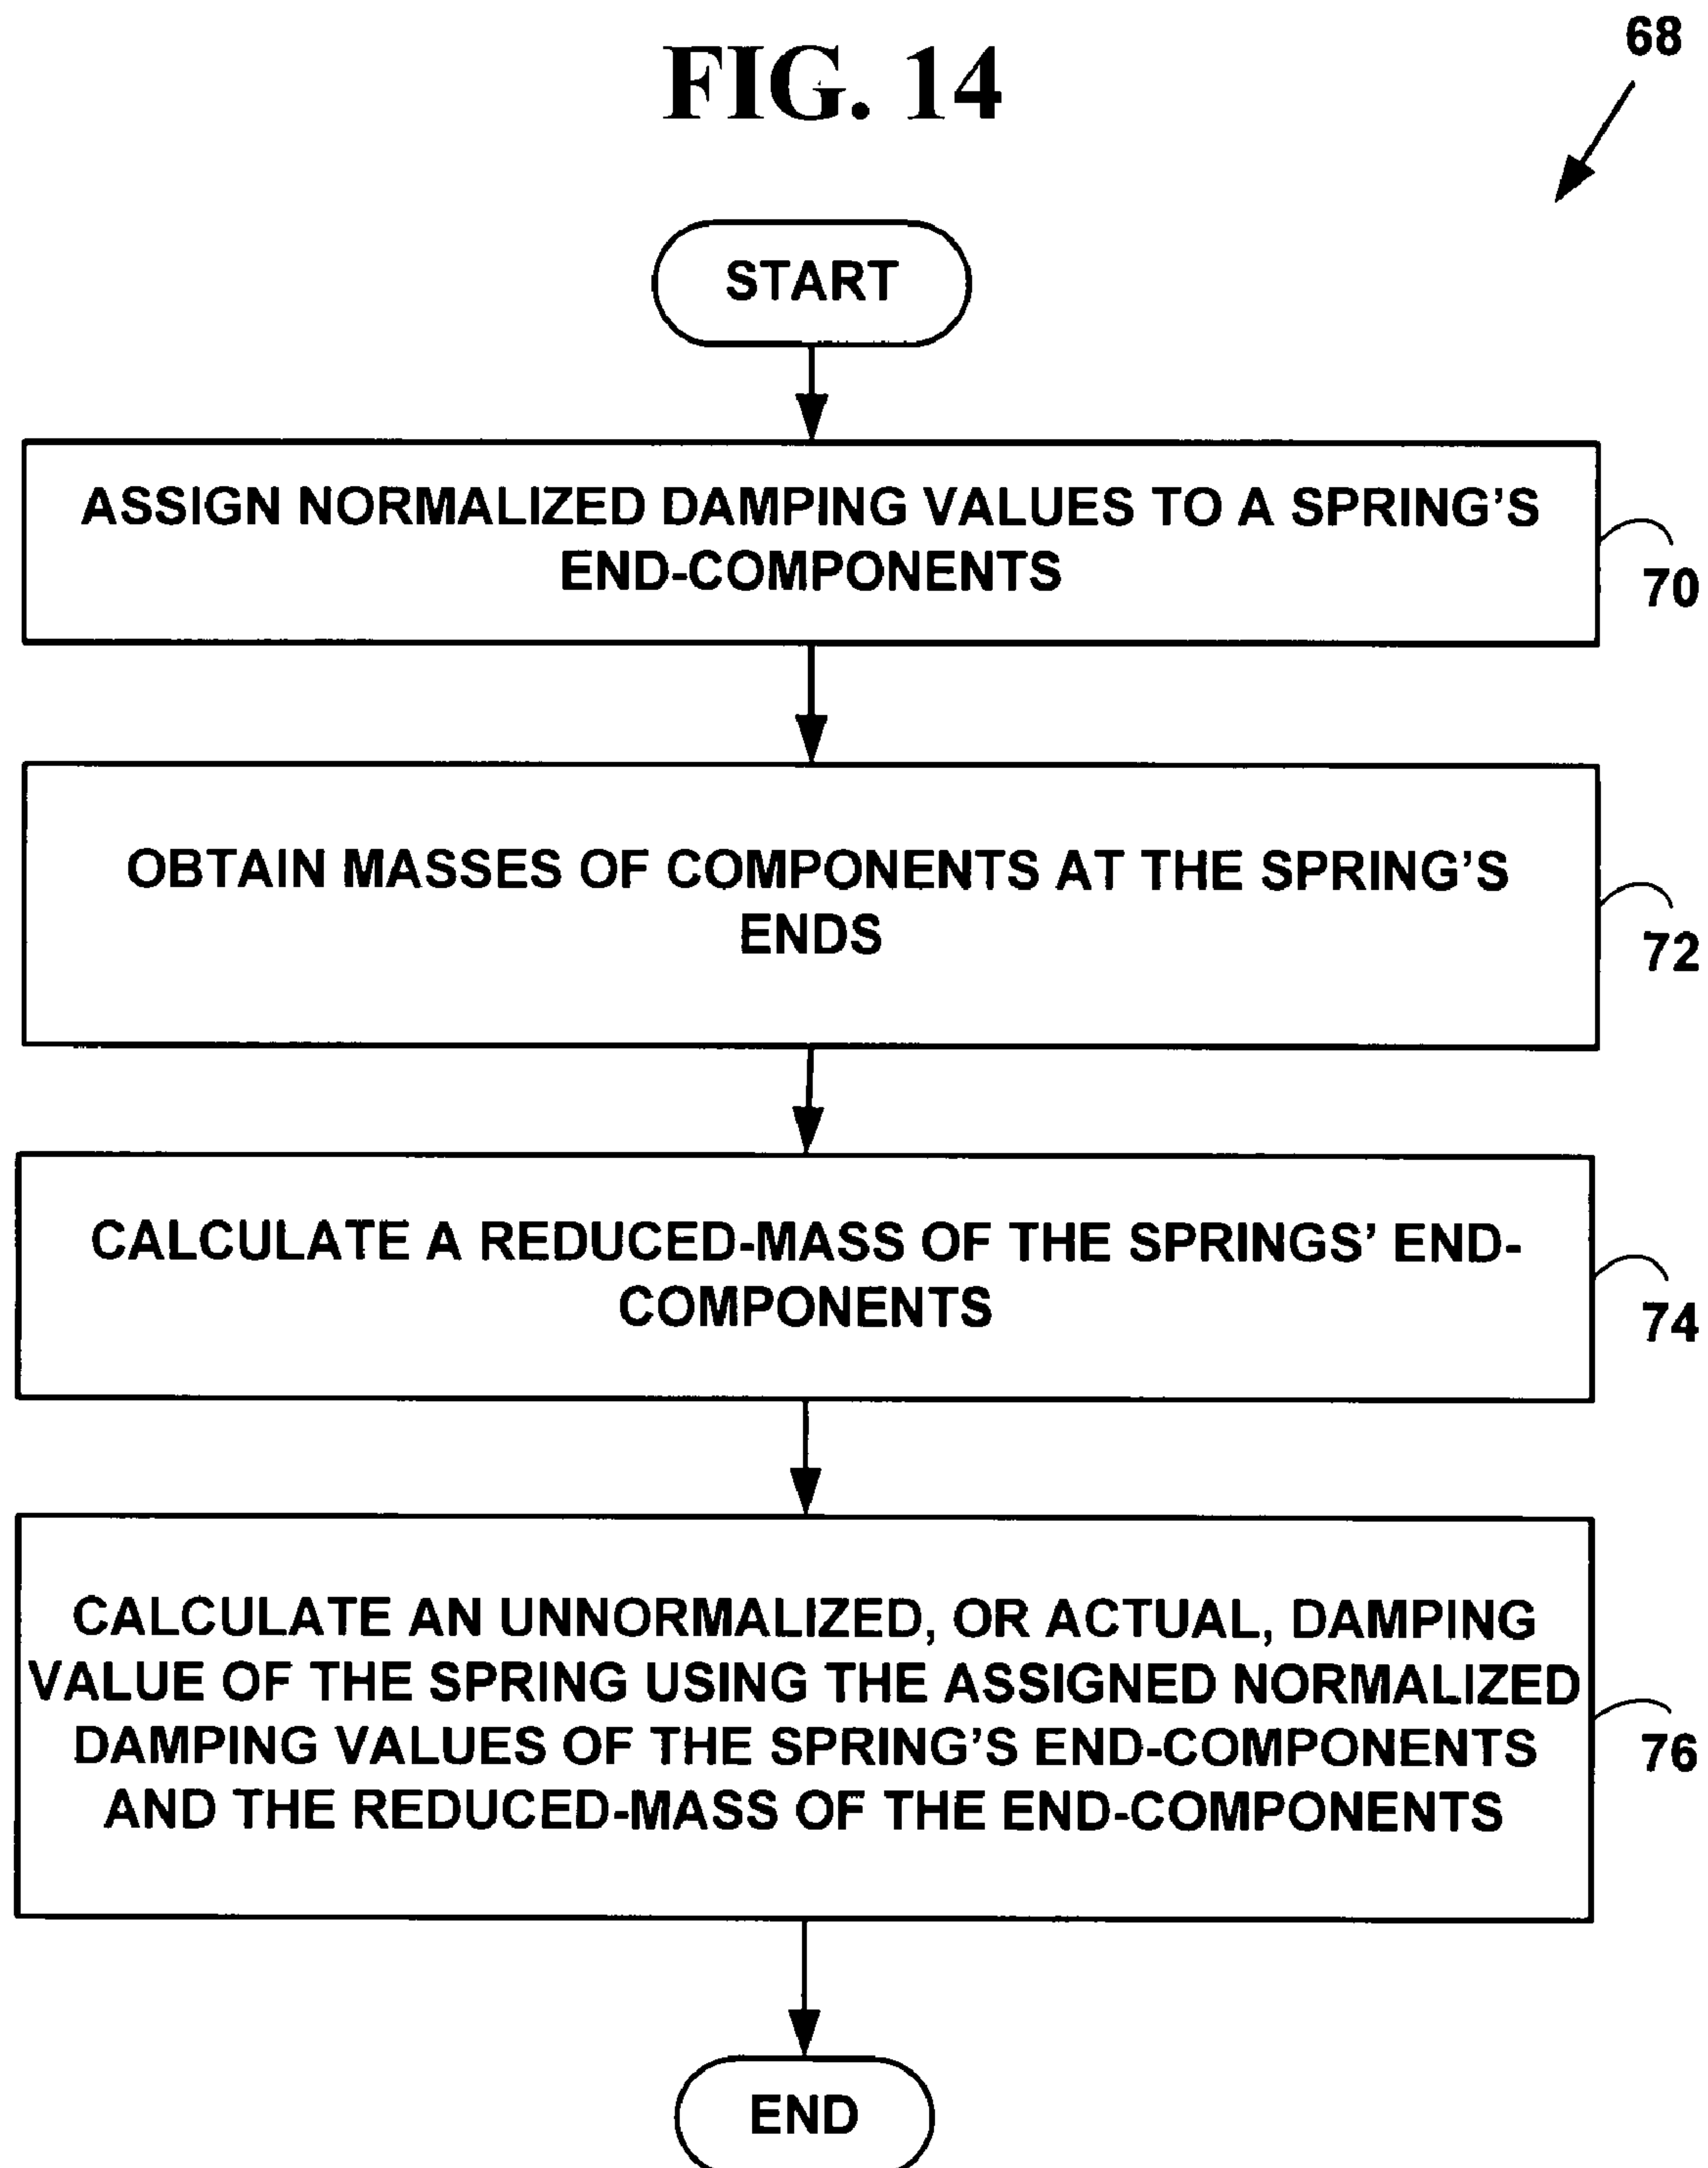 68
FIG. 14
START
ASSIGN NORMALIZED DAMPING VALUES TO A SPRING’S
END-COMPONENTS
70
OBTAIN MASSES OF COMPONENTS AT THE SPRING’S
ENDS
72
CALCULATE A REDUCED-MASS OF THE SPRINGS’ END-
COMPONENTS
74
CALCULATE AN UNNORMALIZED, OR ACTUAL, DAMPING
VALUE OF THE SPRING USING THE ASSIGNED NORMALIZED
DAMPING VALUES OF THE SPRING’S END-COMPONENTS
AND THE REDUCED-MASS OF THE END-COMPONENTS
76
END